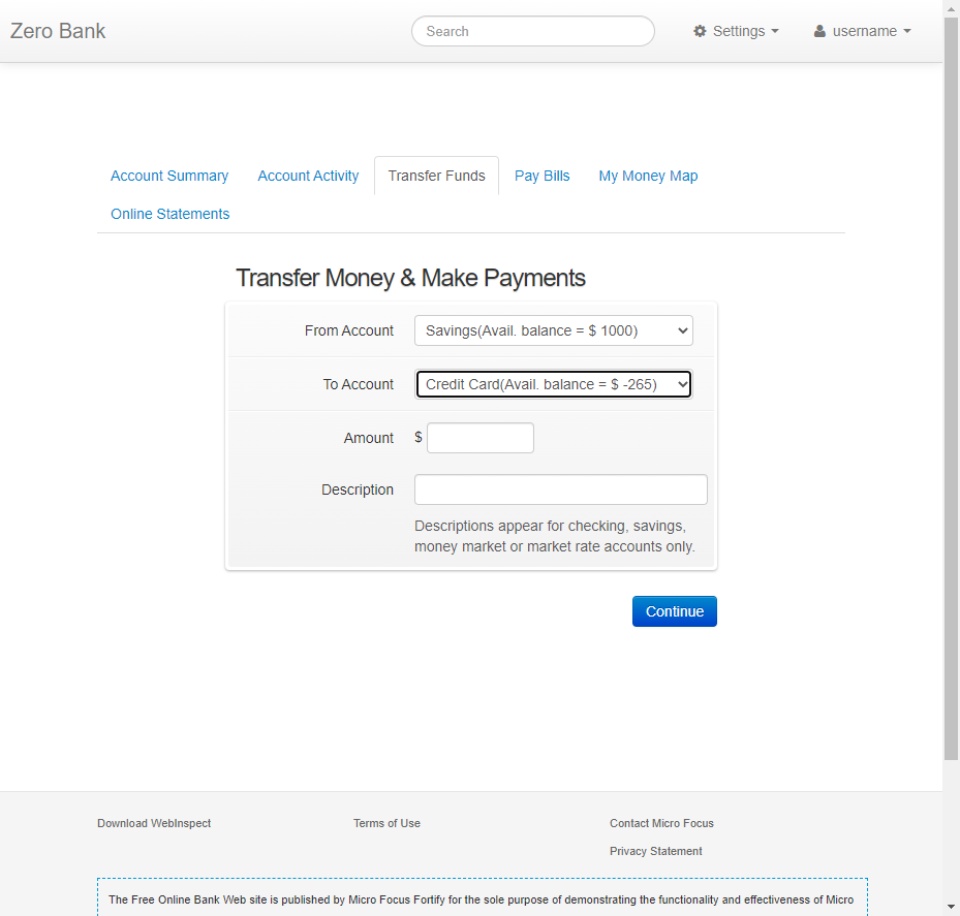 Zero Bank
Search
Settings
username
Account Summary
Account Activity
Transfer Funds
Pay Bills
My Money Map
Online Statements
Transfer Money & Make Payments
From Account
Savings(Avail. balance = $ 1000)
To Account
Credit Card(Avail. balance = $ -265)
Amount
$
Description
Descriptions appear for checking, savings,
money market or market rate accounts only.
Continue
Download WebInspect
Terms of Use
Contact Micro Focus
Privacy Statement
The Free Online Bank Web site is published by Micro Focus Fortify for the sole purpose of demonstrating the functionality and effectiveness of Micro